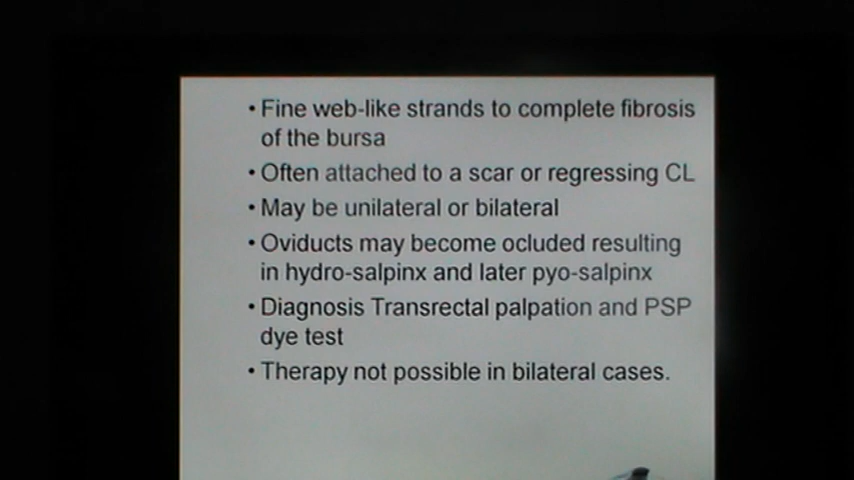 • Fine web-like strands to complete fibrosis
of the bursa
• Often attached to a scar or regressing CL
• May be unilateral or bilateral
• Oviducts may become ocluded resulting
in hydro-salpinx and later pyo-salpinx
• Diagnosis Transrectal palpation and PSP
dye test
• Therapy not possible in bilateral cases.